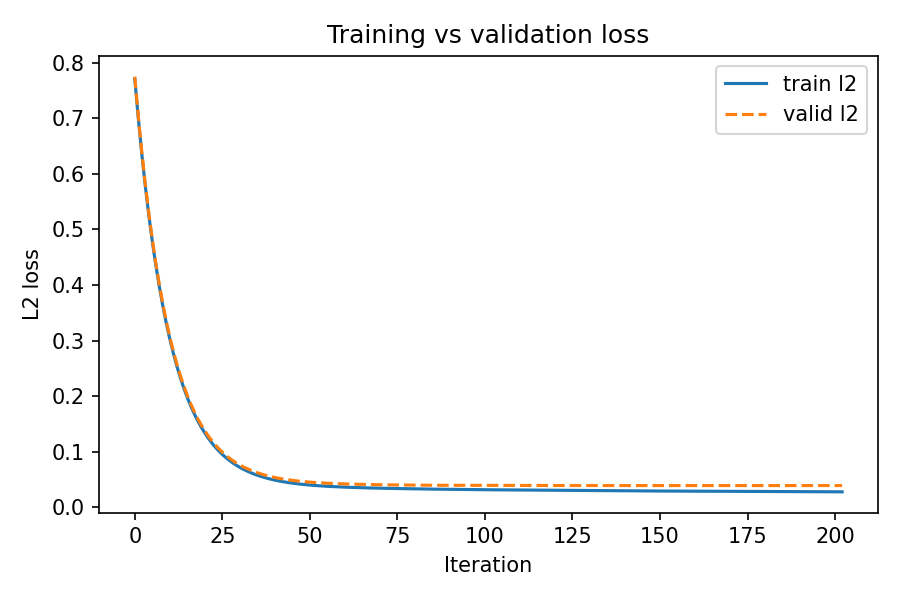 Training vs validation loss
train l2
valid l2
L2 loss
0.8
0.7
0.6
0.5
0.4
0.3
0.2
0.1
0.0
0 25 50 75 100 125 150 175 200
Iteration